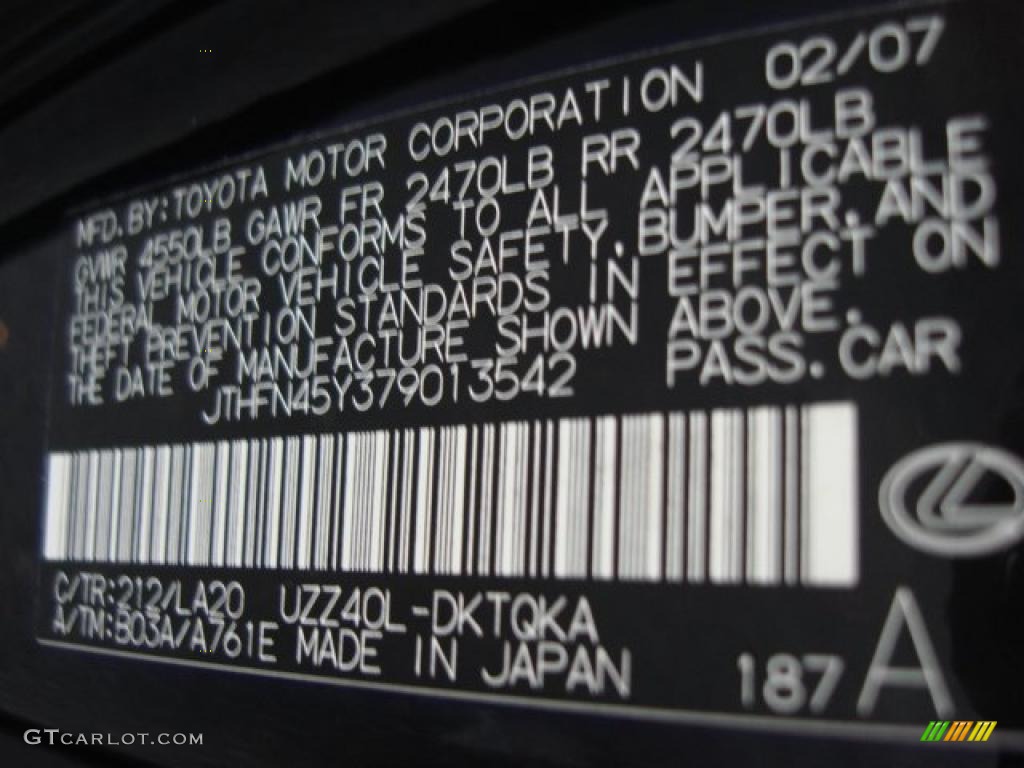 MFD.BY:TOYOTA MOTOR CORPORATION 02/07
GVWR 4550LB GAWR FR 2470LB RR 2470LB
THIS VEHICLE CONFORMS TO ALL APPLICABLE
FEDERAL MOTOR VEHICLE SAFETY, BUMPER, AND
THEFT PREVENTION STANDARDS IN EFFECT ON
THE DATE OF MANUFACTURE SHOWN ABOVE.
JTHFN45Y379013542 PASS. CAR
C/TR:212/LA20 UZZ40L-DKTQKA
A/TM:B03A/A761E MADE IN JAPAN
187 A
GTCARLOT.COM